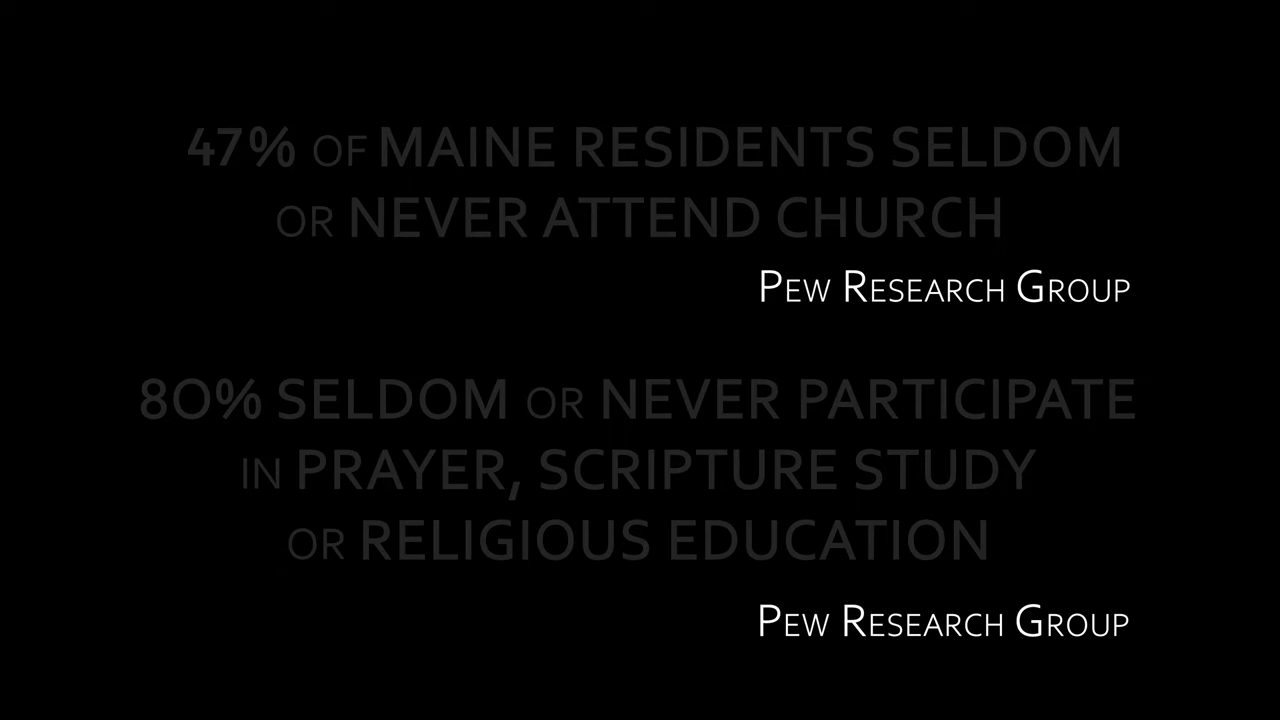 47% OF MAINE RESIDENTS SELDOM
OR NEVER ATTEND CHURCH
PEW RESEARCH GROUP
80% SELDOM OR NEVER PARTICIPATE
IN PRAYER, SCRIPTURE STUDY
OR RELIGIOUS EDUCATION
PEW RESEARCH GROUP